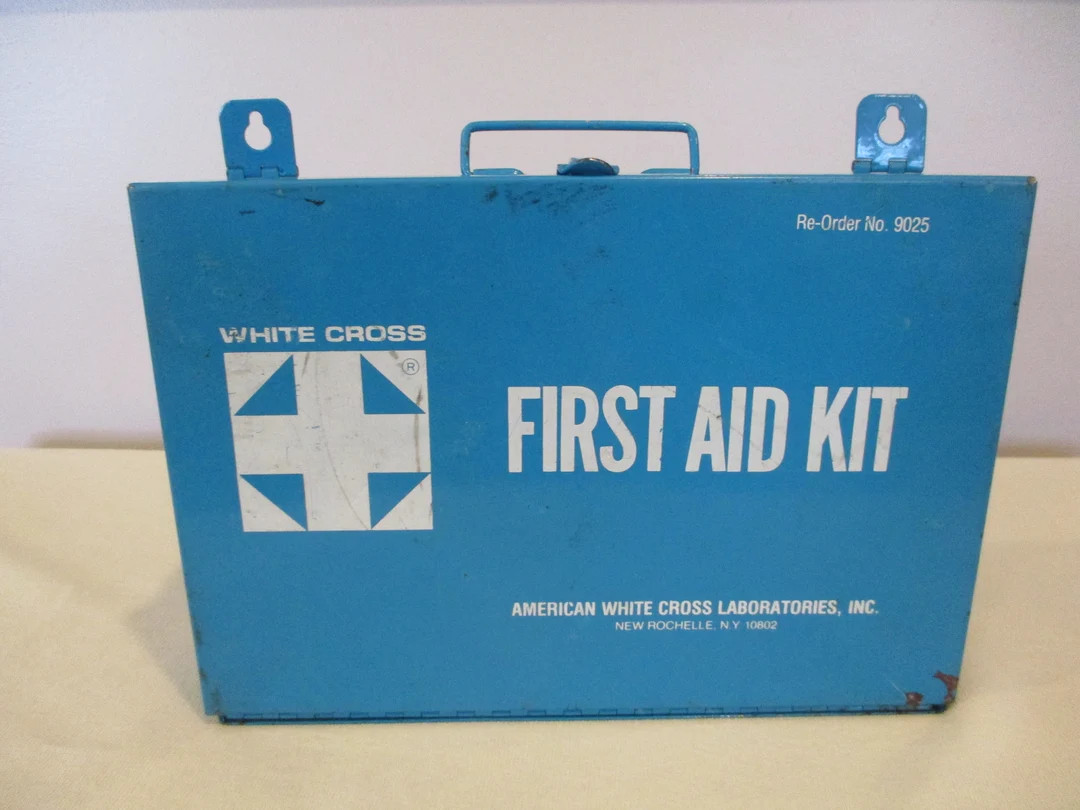 Re-Order No. 9025
WHITE CROSS
®
FIRST AID KIT
AMERICAN WHITE CROSS LABORATORIES, INC.
NEW ROCHELLE, N.Y 10802